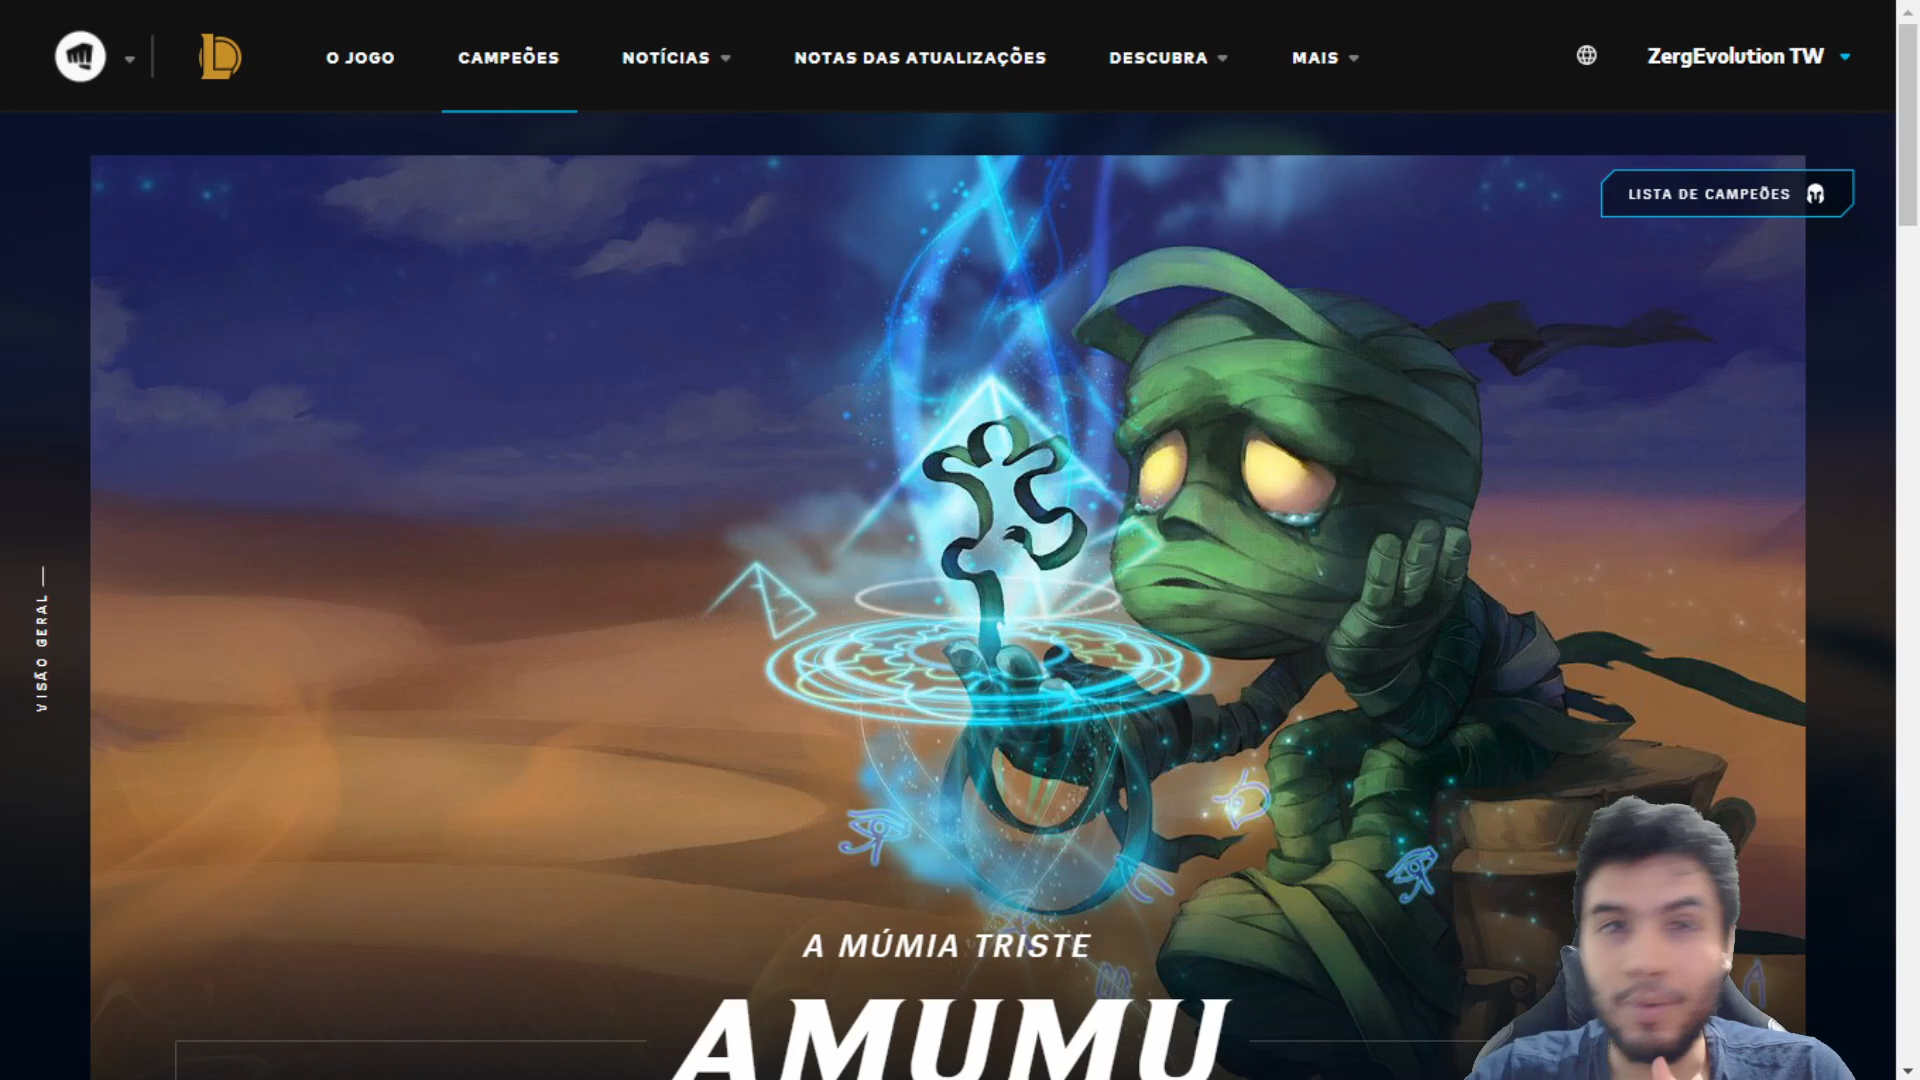 O JOGO
CAMPEÕES
NOTÍCIAS
NOTAS DAS ATUALIZAÇÕES
DESCUBRA
MAIS
ZergEvolution TW
LISTA DE CAMPEÕES
VISÃO GERAL
A MÚMIA TRISTE
AMUMU